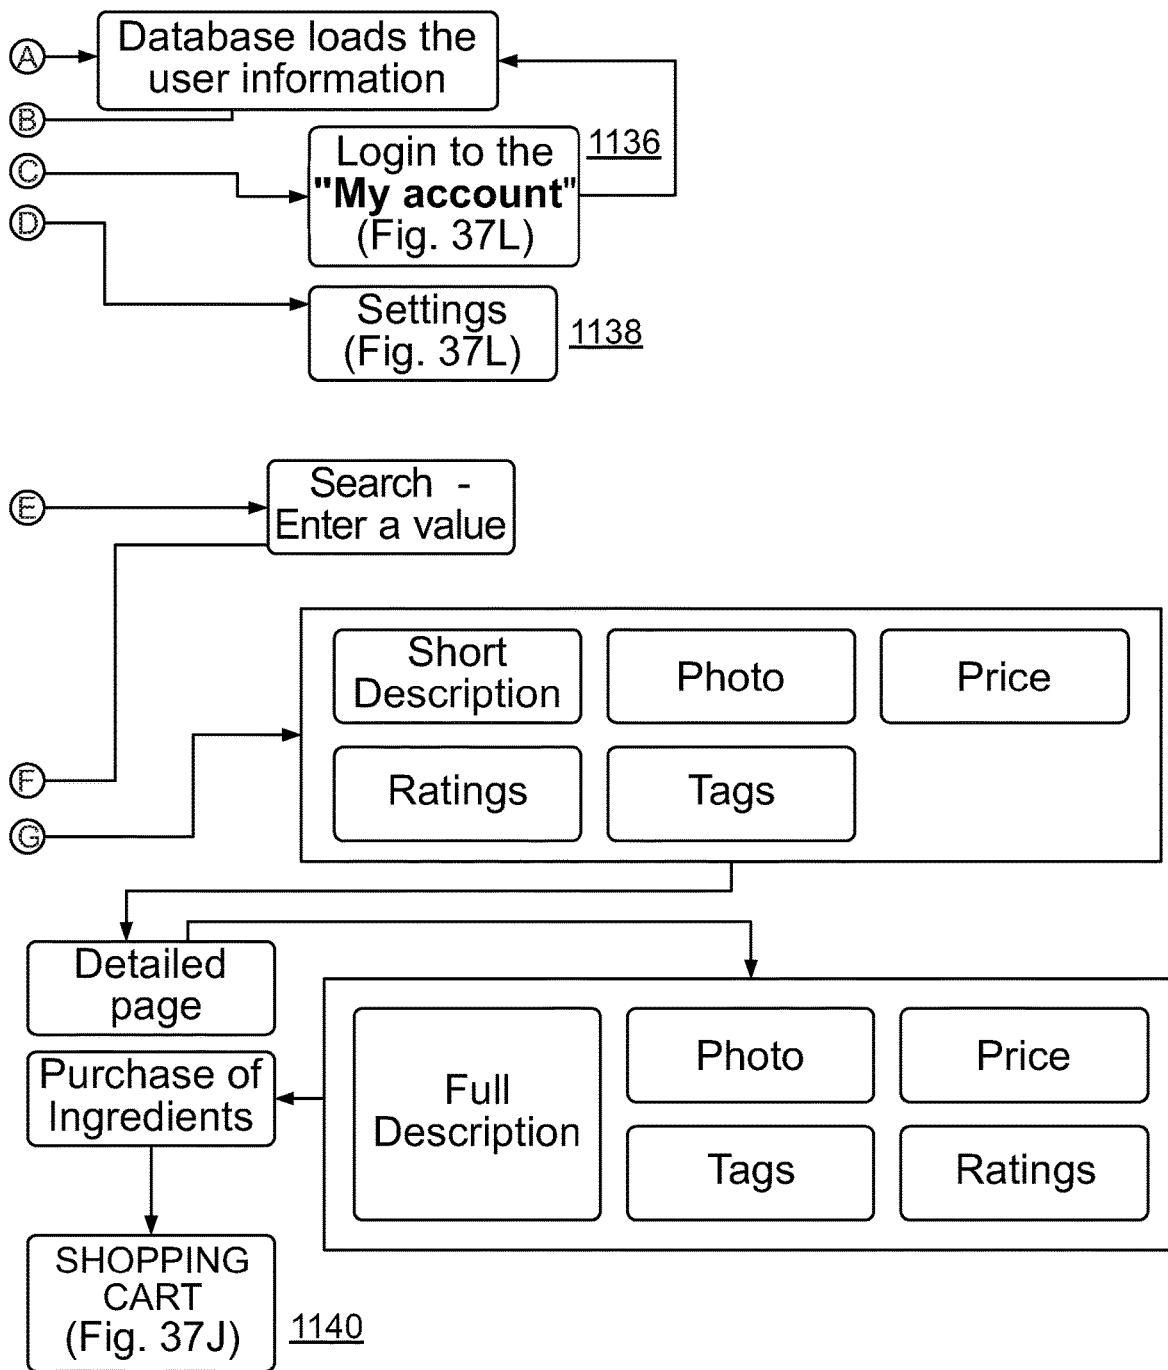 Database loads the
user information
A
B
Login to the
"My account"
(Fig. 37L)
1136
C
D
Settings
(Fig. 37L)
1138
E
Search -
Enter a value
Short
Description
Photo
Price
Ratings
Tags
F
G
Detailed
page
Purchase of
Ingredients
Full
Description
Photo
Price
Tags
Ratings
SHOPPING
CART
(Fig. 37J)
1140